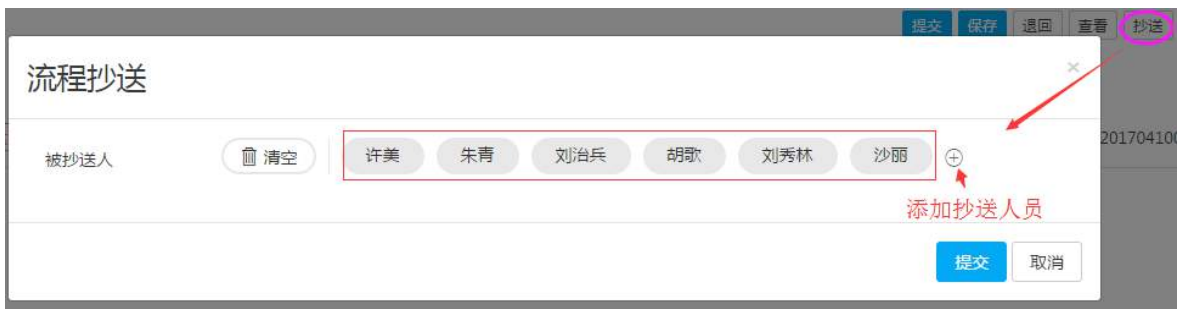 提交 保存 退回 查看 抄送
流程抄送 ×
201704100
被抄送人 清空 许美 朱青 刘治兵 胡歌 刘秀林 沙丽
添加抄送人员
提交 取消